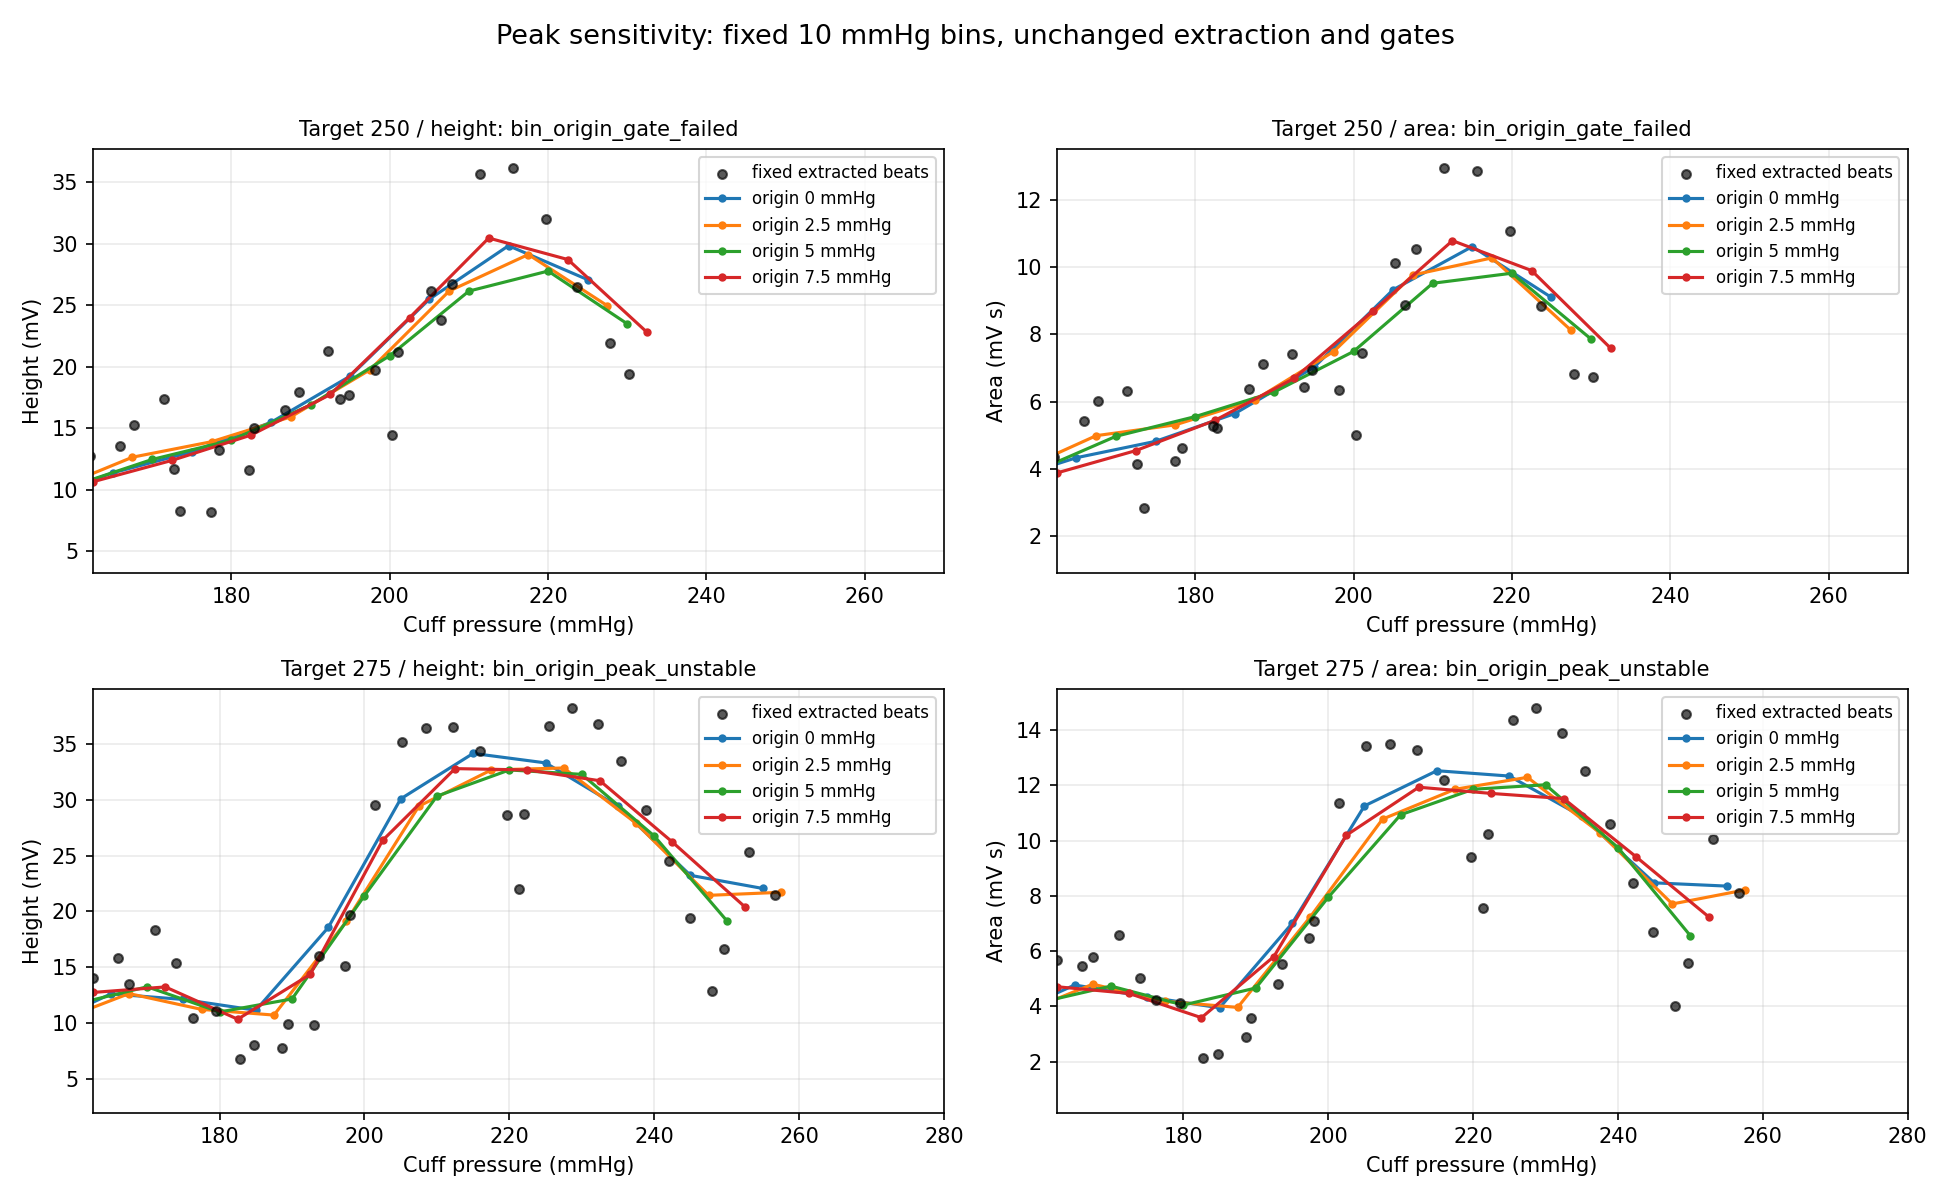 Peak sensitivity: fixed 10 mmHg bins, unchanged extraction and gates
Target 250 / height: bin_origin_gate_failed
Height (mV)
35
30
25
20
15
10
5
fixed extracted beats
origin 0 mmHg
origin 2.5 mmHg
origin 5 mmHg
origin 7.5 mmHg
180 200 220 240 260
Cuff pressure (mmHg)
Target 250 / area: bin_origin_gate_failed
Area (mV s)
12
10
8
6
4
2
fixed extracted beats
origin 0 mmHg
origin 2.5 mmHg
origin 5 mmHg
origin 7.5 mmHg
180 200 220 240 260
Cuff pressure (mmHg)
Target 275 / height: bin_origin_peak_unstable
Height (mV)
35
30
25
20
15
10
5
fixed extracted beats
origin 0 mmHg
origin 2.5 mmHg
origin 5 mmHg
origin 7.5 mmHg
180 200 220 240 260 280
Cuff pressure (mmHg)
Target 275 / area: bin_origin_peak_unstable
Area (mV s)
14
12
10
8
6
4
2
fixed extracted beats
origin 0 mmHg
origin 2.5 mmHg
origin 5 mmHg
origin 7.5 mmHg
180 200 220 240 260 280
Cuff pressure (mmHg)